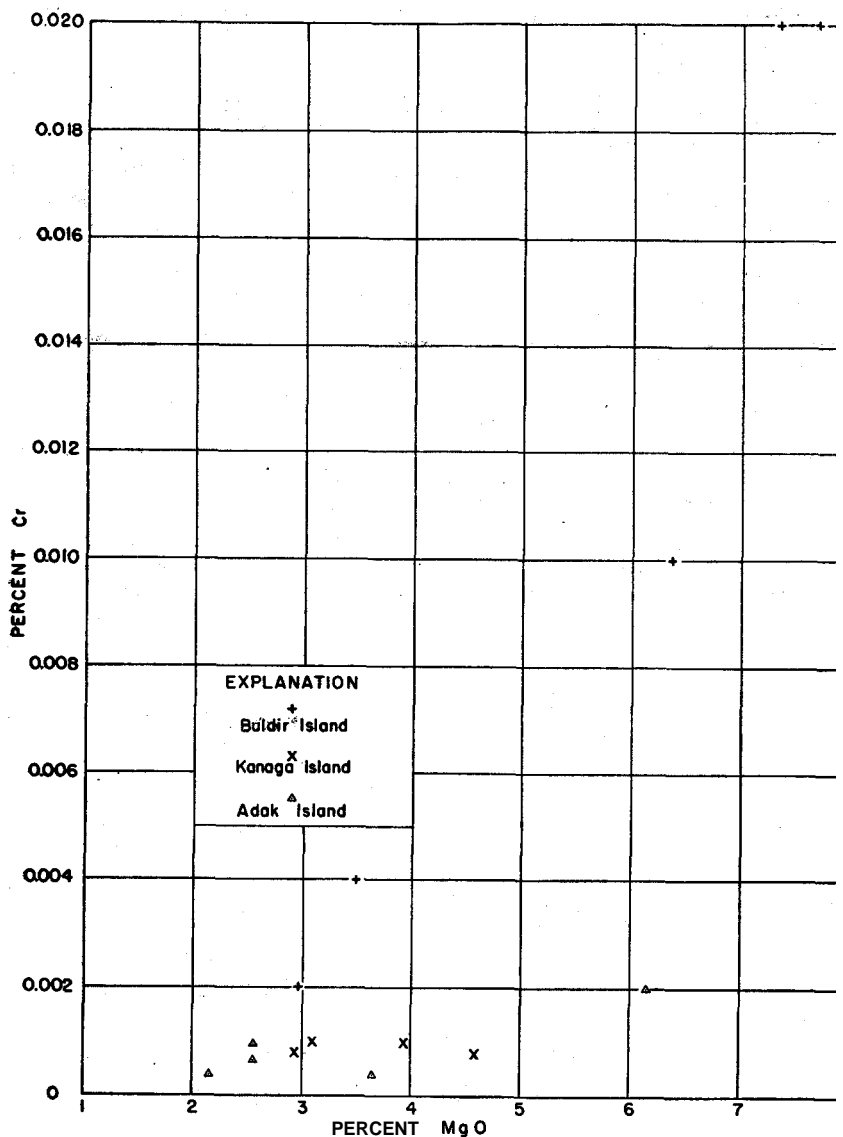 0.020
0.018
0.016
0.014
0.012
0.010
0.008
0.006
0.004
0.002
0
PERCENT Cr
EXPLANATION
Buldir Island
Kanaga Island
Adak Island
1 2 3 4 5 6 7
PERCENT MgO